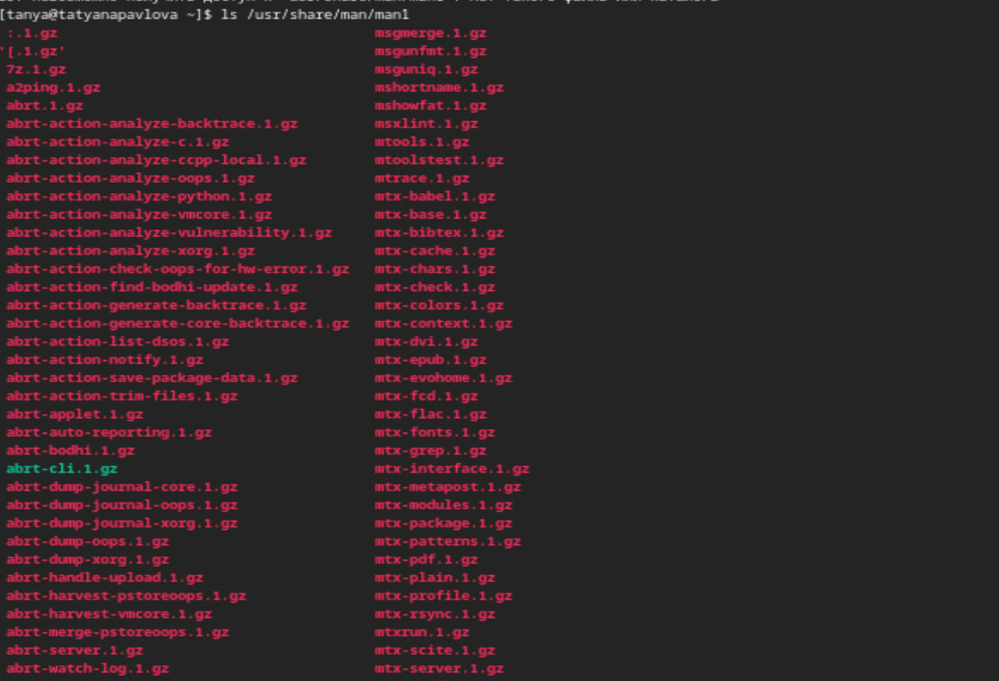 [tanya@tatyanapavlova ~]$ ls /usr/share/man/man1
:.1.gz msgmerge.1.gz
'[.1.gz' msgunfmt.1.gz
7z.1.gz msguniq.1.gz
a2ping.1.gz mshortname.1.gz
abrt.1.gz mshowfat.1.gz
abrt-action-analyze-backtrace.1.gz msxlint.1.gz
abrt-action-analyze-c.1.gz mtools.1.gz
abrt-action-analyze-ccpp-local.1.gz mtoolstest.1.gz
abrt-action-analyze-oops.1.gz mtrace.1.gz
abrt-action-analyze-python.1.gz mtx-babel.1.gz
abrt-action-analyze-vmcore.1.gz mtx-base.1.gz
abrt-action-analyze-vulnerability.1.gz mtx-bibtex.1.gz
abrt-action-analyze-xorg.1.gz mtx-cache.1.gz
abrt-action-check-oops-for-hw-error.1.gz mtx-chars.1.gz
abrt-action-find-bodhi-update.1.gz mtx-check.1.gz
abrt-action-generate-backtrace.1.gz mtx-colors.1.gz
abrt-action-generate-core-backtrace.1.gz mtx-context.1.gz
abrt-action-list-dsos.1.gz mtx-dvi.1.gz
abrt-action-notify.1.gz mtx-epub.1.gz
abrt-action-save-package-data.1.gz mtx-evohome.1.gz
abrt-action-trim-files.1.gz mtx-fcd.1.gz
abrt-applet.1.gz mtx-flac.1.gz
abrt-auto-reporting.1.gz mtx-fonts.1.gz
abrt-bodhi.1.gz mtx-grep.1.gz
abrt-cli.1.gz mtx-interface.1.gz
abrt-dump-journal-core.1.gz mtx-metapost.1.gz
abrt-dump-journal-oops.1.gz mtx-modules.1.gz
abrt-dump-journal-xorg.1.gz mtx-package.1.gz
abrt-dump-oops.1.gz mtx-patterns.1.gz
abrt-dump-xorg.1.gz mtx-pdf.1.gz
abrt-handle-upload.1.gz mtx-plain.1.gz
abrt-harvest-pstoreoops.1.gz mtx-profile.1.gz
abrt-harvest-vmcore.1.gz mtx-rsync.1.gz
abrt-merge-pstoreoops.1.gz mtxrun.1.gz
abrt-server.1.gz mtx-scite.1.gz
abrt-watch-log.1.gz mtx-server.1.gz